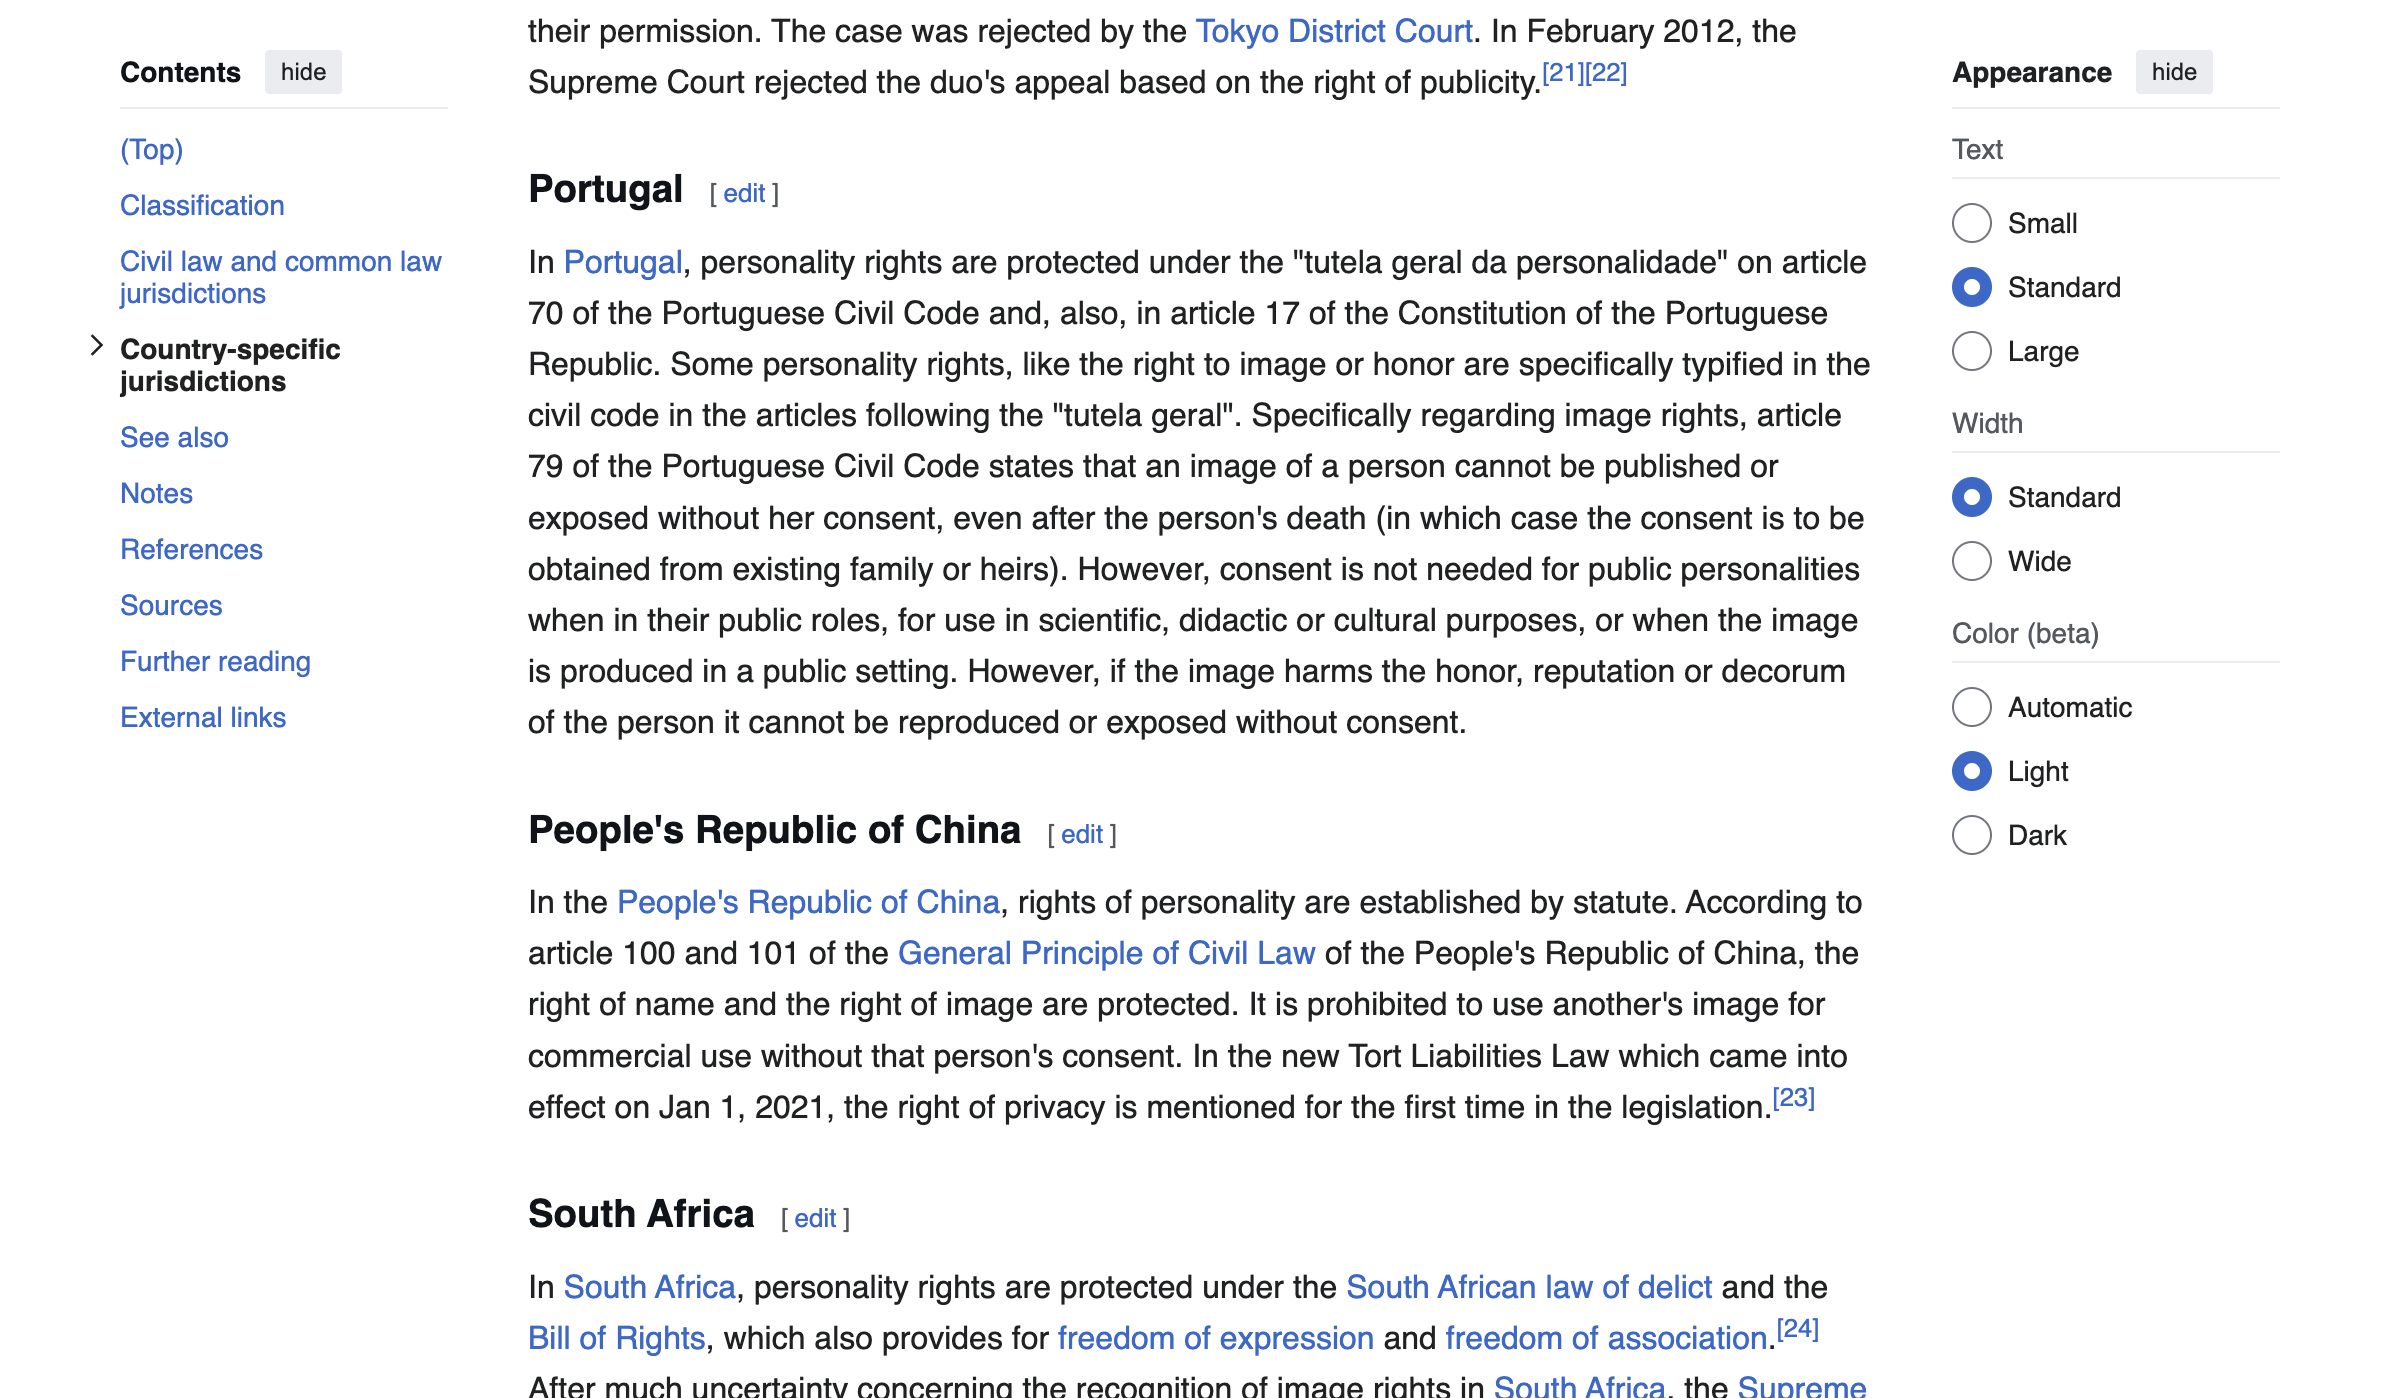 Contents hide
(Top)
Classification
Civil law and common law
jurisdictions
Country-specific
jurisdictions
See also
Notes
References
Sources
Further reading
External links
their permission. The case was rejected by the Tokyo District Court. In February 2012, the
Supreme Court rejected the duo's appeal based on the right of publicity.[21][22]
Portugal [ edit ]
In Portugal, personality rights are protected under the "tutela geral da personalidade" on article
70 of the Portuguese Civil Code and, also, in article 17 of the Constitution of the Portuguese
Republic. Some personality rights, like the right to image or honor are specifically typified in the
civil code in the articles following the "tutela geral". Specifically regarding image rights, article
79 of the Portuguese Civil Code states that an image of a person cannot be published or
exposed without her consent, even after the person's death (in which case the consent is to be
obtained from existing family or heirs). However, consent is not needed for public personalities
when in their public roles, for use in scientific, didactic or cultural purposes, or when the image
is produced in a public setting. However, if the image harms the honor, reputation or decorum
of the person it cannot be reproduced or exposed without consent.
People's Republic of China [ edit ]
In the People's Republic of China, rights of personality are established by statute. According to
article 100 and 101 of the General Principle of Civil Law of the People's Republic of China, the
right of name and the right of image are protected. It is prohibited to use another's image for
commercial use without that person's consent. In the new Tort Liabilities Law which came into
effect on Jan 1, 2021, the right of privacy is mentioned for the first time in the legislation.[23]
South Africa [ edit ]
In South Africa, personality rights are protected under the South African law of delict and the
Bill of Rights, which also provides for freedom of expression and freedom of association.[24]
After much uncertainty concerning the recognition of image rights in South Africa, the Supreme
Appearance hide
Text
Small
Standard
Large
Width
Standard
Wide
Color (beta)
Automatic
Light
Dark